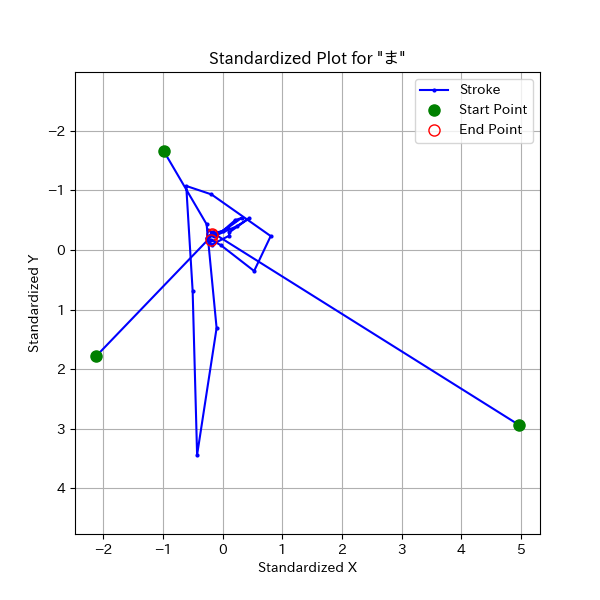 Standardized Plot for "ま"
Stroke
Start Point
End Point
−2
−1
0
1
2
3
4
Standardized Y
−2 −1 0 1 2 3 4 5
Standardized X